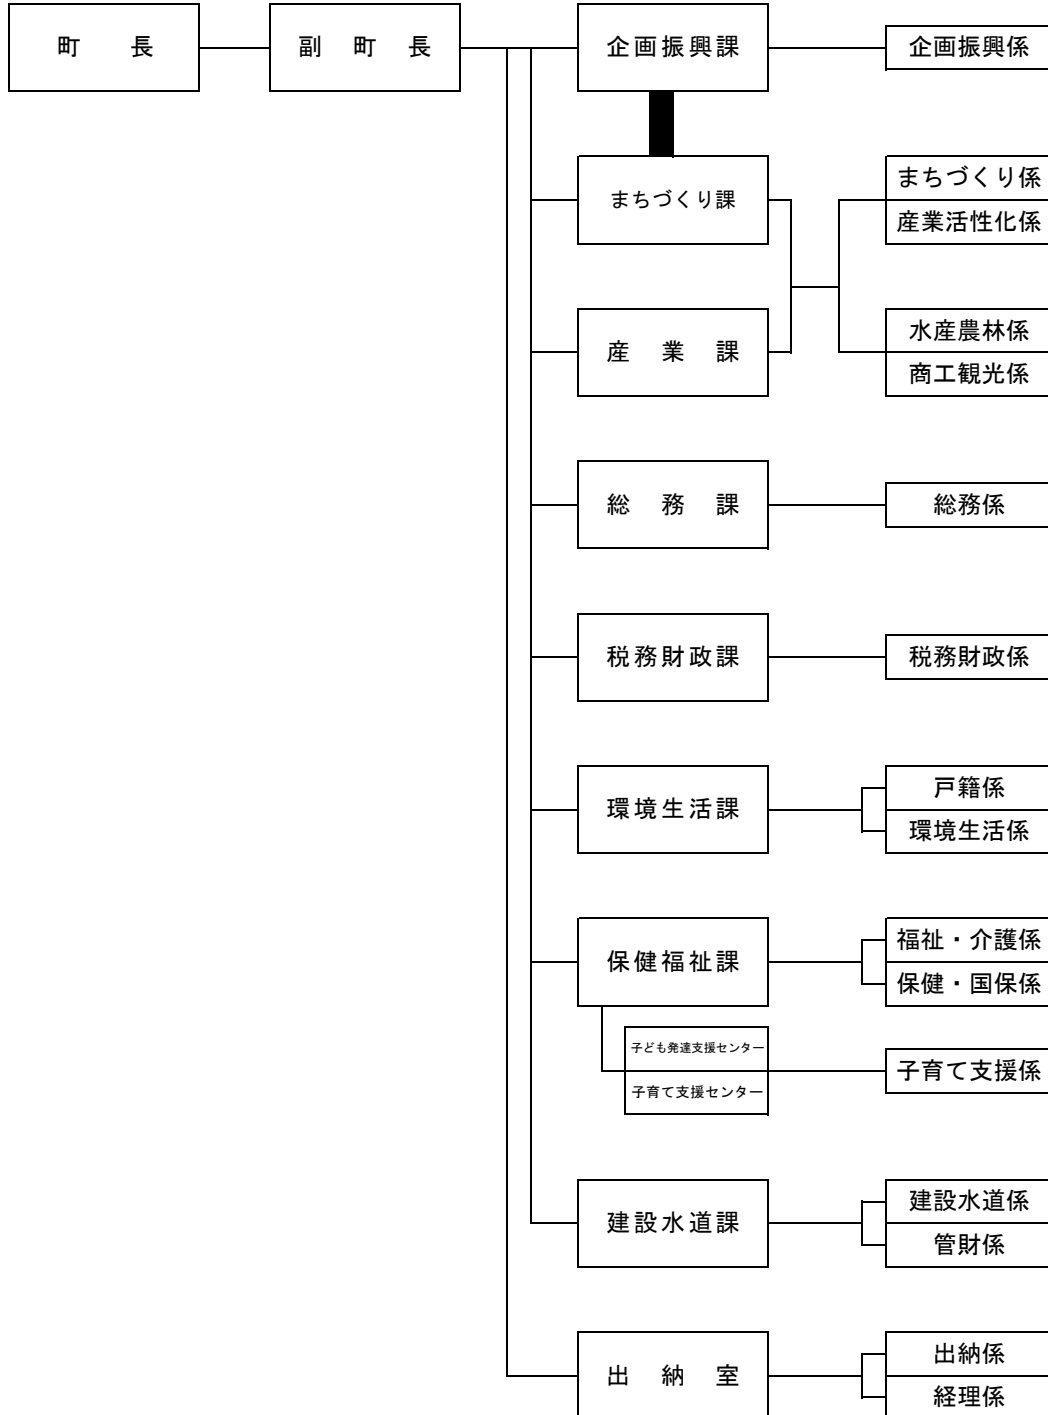 町　長
副　町　長
企画振興課
企画振興係
まちづくり課
まちづくり係
産業活性化係
産　業　課
水産農林係
商工観光係
総　務　課
総務係
税務財政課
税務財政係
環境生活課
戸籍係
環境生活係
保健福祉課
福祉・介護係
保健・国保係
子ども発達支援センター
子育て支援センター
子育て支援係
建設水道課
建設水道係
管財係
出　納　室
出納係
経理係